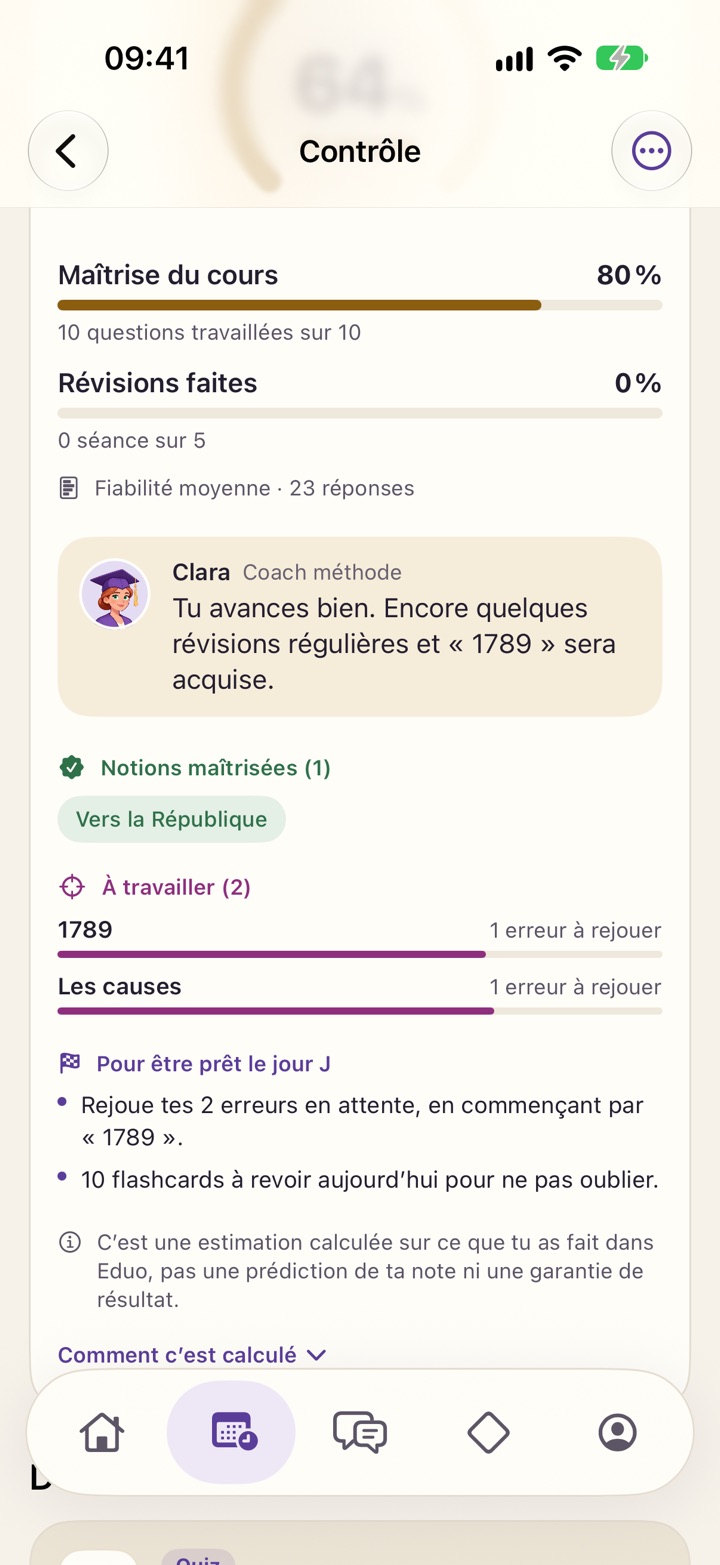 09:41
64
Contrôle
Maîtrise du cours 80 %
10 questions travaillées sur 10
Révisions faites 0 %
0 séance sur 5
Fiabilité moyenne · 23 réponses
Clara Coach méthode
Tu avances bien. Encore quelques
révisions régulières et « 1789 » sera
acquise.
Notions maîtrisées (1)
Vers la République
À travailler (2)
1789 1 erreur à rejouer
Les causes 1 erreur à rejouer
Pour être prêt le jour J
• Rejoue tes 2 erreurs en attente, en commençant par
« 1789 ».
• 10 flashcards à revoir aujourd’hui pour ne pas oublier.
C’est une estimation calculée sur ce que tu as fait dans
Eduo, pas une prédiction de ta note ni une garantie de
résultat.
Comment c’est calculé
Quiz